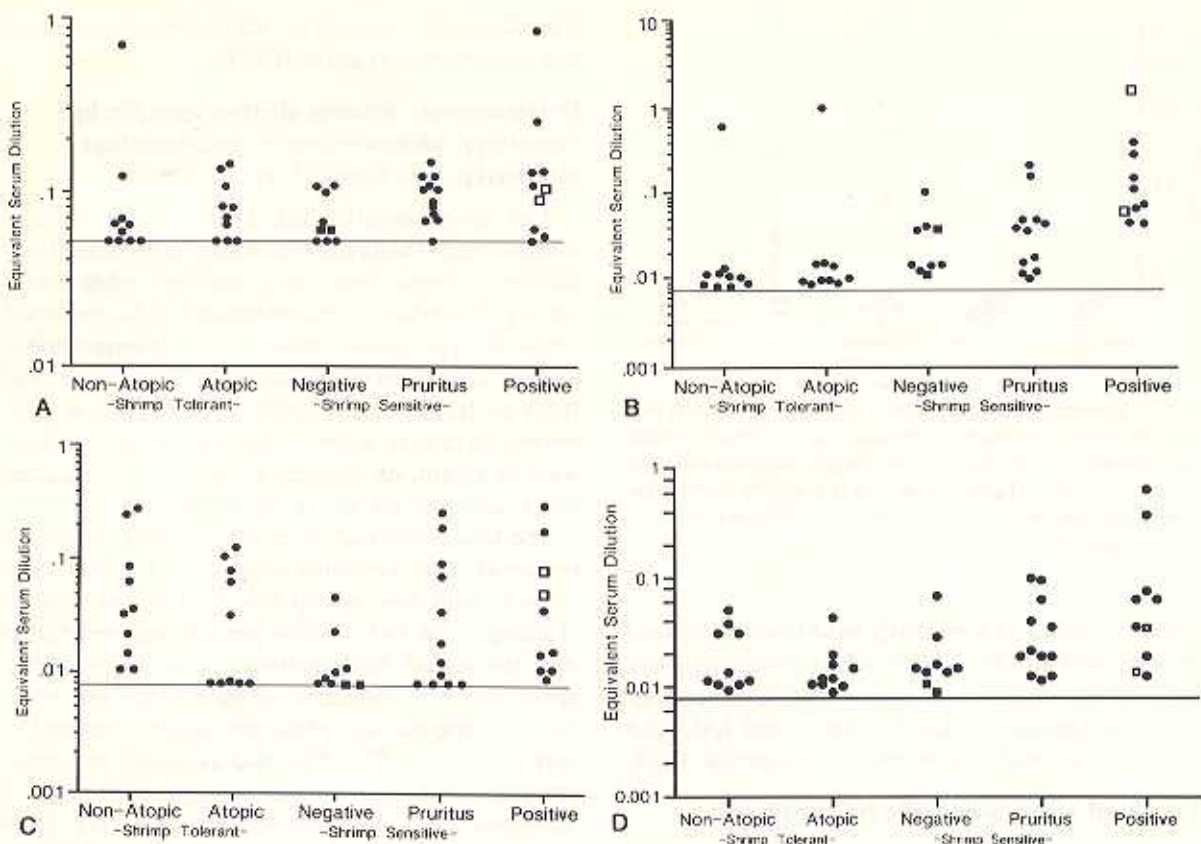 1
Equivalent Serum Dilution
.1
.01
Non-Atopic Atopic Negative Pruritus Positive
-Shrimp Tolerant- -Shrimp Sensitive-
A
10
1
Equivalent Serum Dilution
0.1
.010
.001
Non-Atopic Atopic Negative Pruritus Positive
-Shrimp Tolerant- -Shrimp Sensitive-
B
1
Equivalent Serum Dilution
.1
.01
.001
Non-Atopic Atopic Negative Pruritus Positive
-Shrimp Tolerant- -Shrimp Sensitive-
C
1
Equivalent Serum Dilution
0.1
0.01
0.001
Non-Atopic Atopic Negative Pruritus Positive
-Shrimp Tolerant- -Shrimp Sensitive-
D